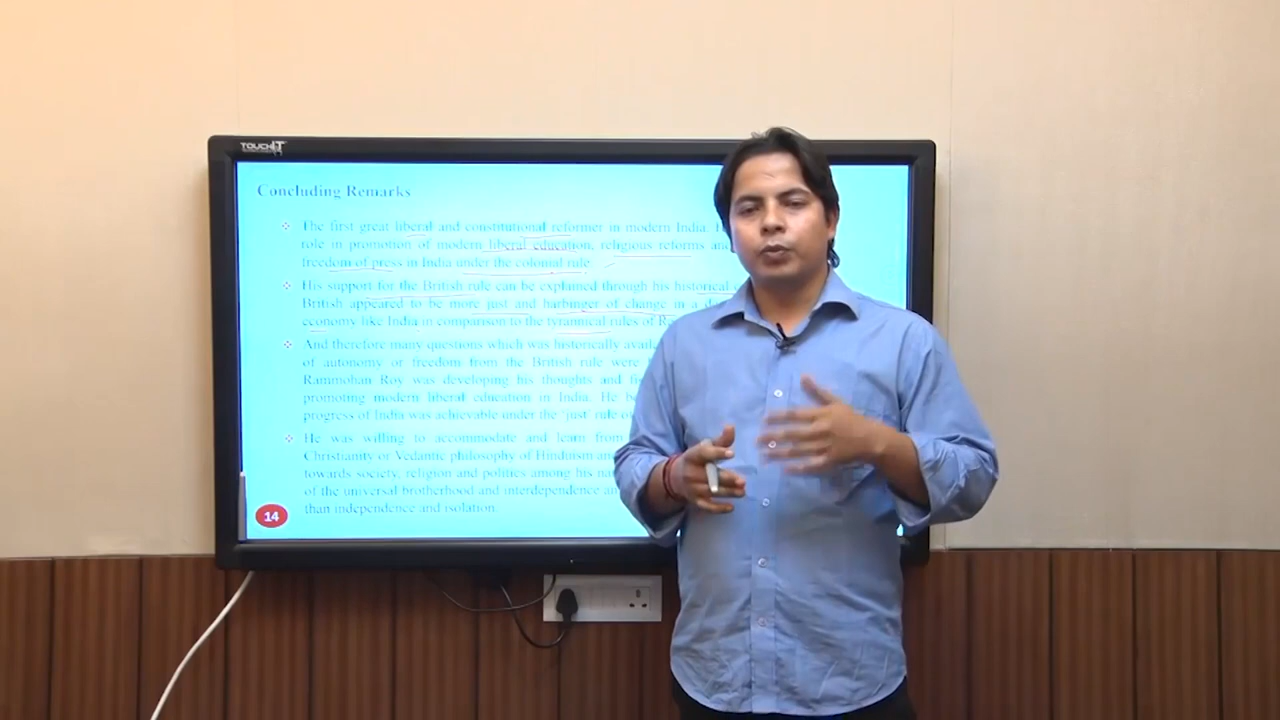 TOUCHIT
Concluding Remarks
The first great liberal and constitutional reformer in modern India.
role in promotion of modern liberal education, religious reforms and
freedom of press in India under the colonial rule.
His support for the British rule can be explained through his historical
British appeared to be more just and harbinger of change in a
economy like India in comparison to the tyrannical rules of
And therefore many questions which was historically
of autonomy or freedom from the British rule were
Rammohan Roy was developing his thoughts and
promoting modern liberal education in India. He
progress of India was achievable under the ‘just’ rule
He was willing to accommodate and learn from
Christianity or Vedantic philosophy of Hinduism
towards society, religion and politics among his
of the universal brotherhood and interdependence
than independence and isolation.
14